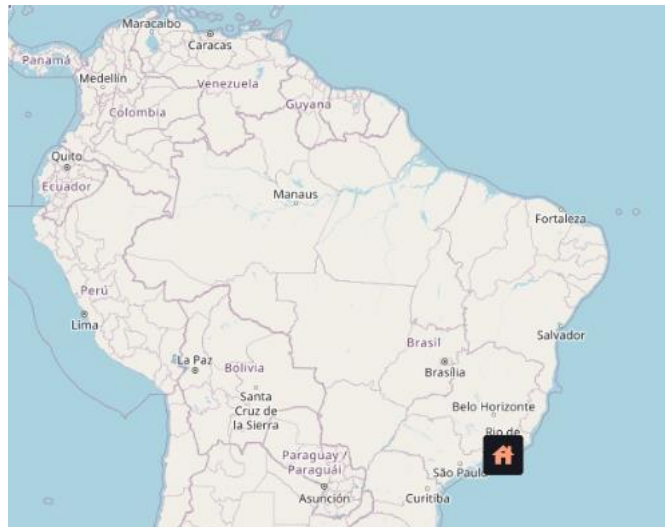 Maracaibo
Caracas
Panamá
Medellín
Venezuela
Guyana
Colombia
Quito
Ecuador
Manaus
Fortaleza
Perú
Lima
Salvador
Brasil
La Paz
Bolivia
Brasília
Santa
Cruz de
la Sierra
Belo Horizonte
Rio de
Paraguay /
Paraguái
São Paulo
Asunción
Curitiba